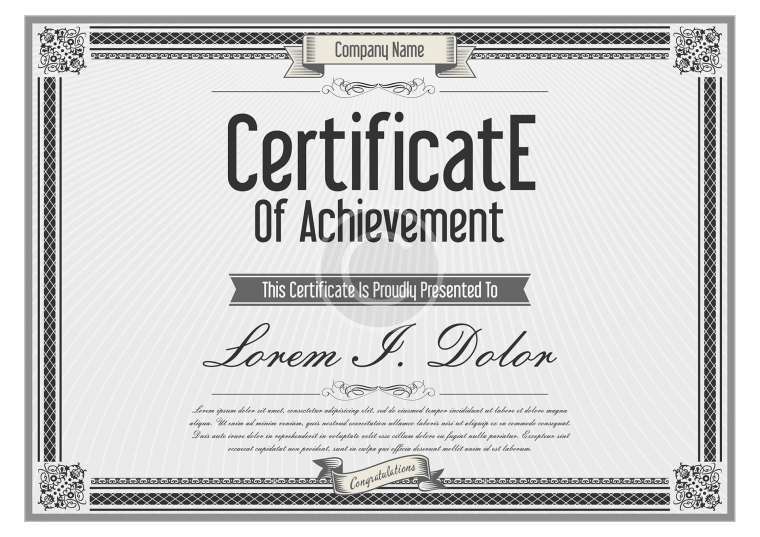 Company Name
CertificatE
Of Achievement
This Certificate Is Proudly Presented To
Lorem I. Dolor
Lorem ipsum dolor sit amet, consectetur adipisicing elit, sed do eiusmod tempor incididunt ut labore et dolore magna
aliqua. Ut enim ad minim veniam, quis nostrud exercitation ullamco laboris nisi ut aliquip ex ea commodo consequat.
Duis aute irure dolor in reprehenderit in voluptate velit esse cillum dolore eu fugiat nulla pariatur. Excepteur sint
occaecat cupidatat non proident, sunt in culpa qui officia deserunt mollit anim id est laborum.
Congratulations